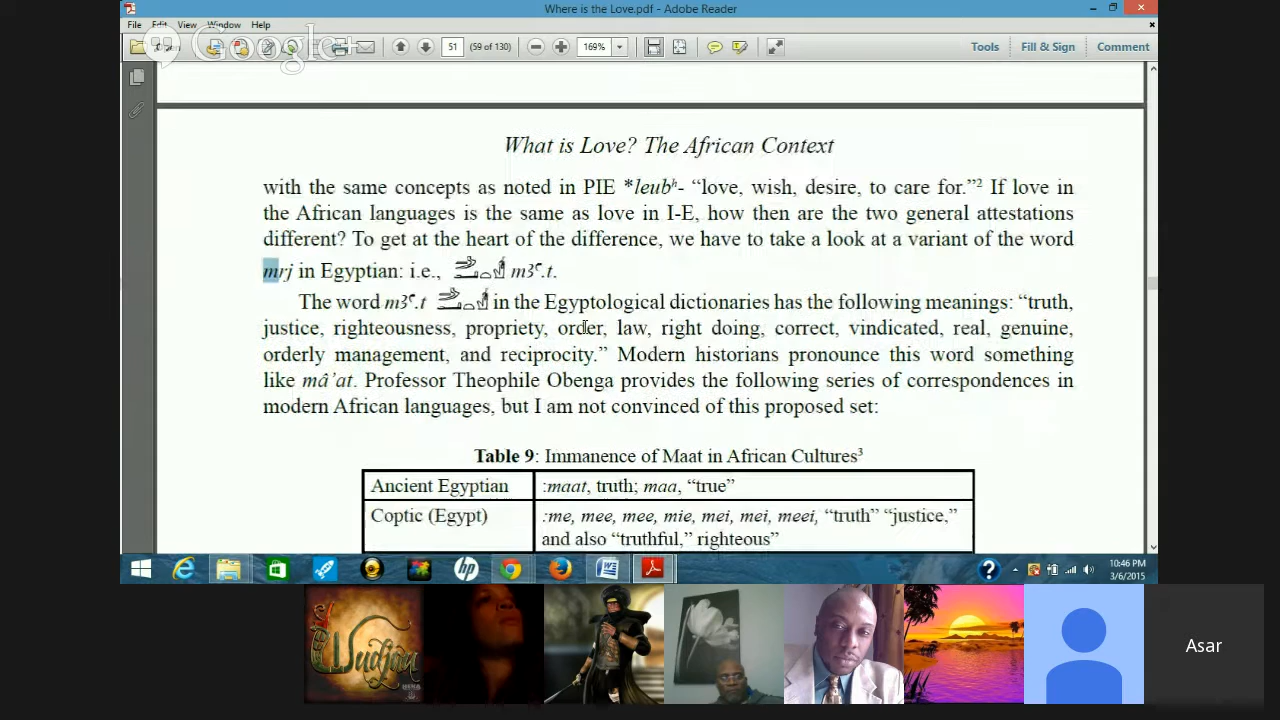 Where is the Love.pdf - Adobe Reader
File Edit View Window Help
Google+
51 (59 of 130) 169% Tools Fill & Sign Comment
What is Love? The African Context
with the same concepts as noted in PIE *leubʰ- “love, wish, desire, to care for.”² If love in
the African languages is the same as love in I-E, how then are the two general attestations
different? To get at the heart of the difference, we have to take a look at a variant of the word
mrj in Egyptian: i.e., m3ˤ.t.
The word m3ˤ.t in the Egyptological dictionaries has the following meanings: “truth,
justice, righteousness, propriety, order, law, right doing, correct, vindicated, real, genuine,
orderly management, and reciprocity.” Modern historians pronounce this word something
like mâ’at. Professor Theophile Obenga provides the following series of correspondences in
modern African languages, but I am not convinced of this proposed set:
Table 9: Immanence of Maat in African Cultures³
Ancient Egyptian :maat, truth; maa, “true”
Coptic (Egypt) :me, mee, mee, mie, mei, mei, meei, “truth” “justice,”
and also “truthful,” righteous”
hp
10:46 PM
3/6/2015
Asar